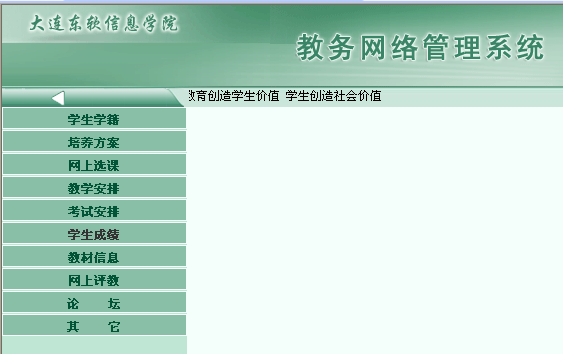 大连东软信息学院
教务网络管理系统
教育创造学生价值 学生创造社会价值
学生学籍
培养方案
网上选课
教学安排
考试安排
学生成绩
教材信息
网上评教
论 坛
其 它